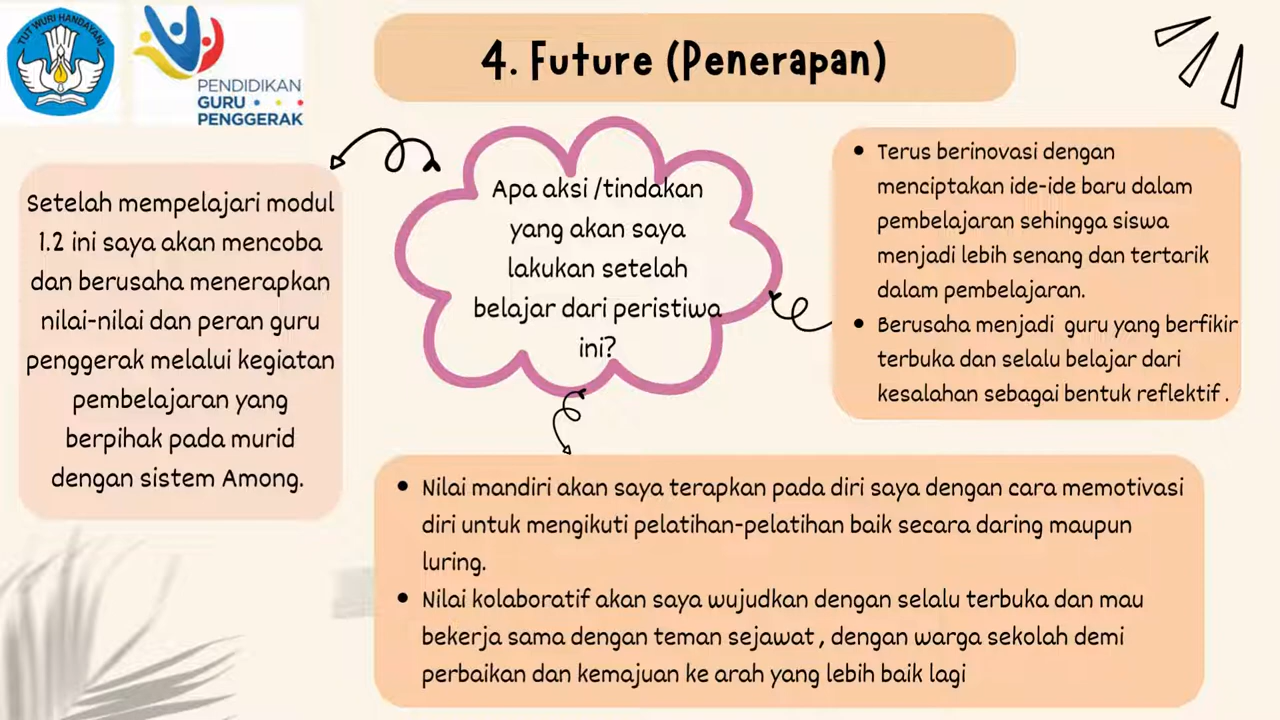 TUT WURI HANDAYANI
PENDIDIKAN
GURU
PENGGERAK
4. Future (Penerapan)
Setelah mempelajari modul
1.2 ini saya akan mencoba
dan berusaha menerapkan
nilai-nilai dan peran guru
penggerak melalui kegiatan
pembelajaran yang
berpihak pada murid
dengan sistem Among.
Apa aksi /tindakan
yang akan saya
lakukan setelah
belajar dari peristiwa
ini?
• Terus berinovasi dengan
menciptakan ide-ide baru dalam
pembelajaran sehingga siswa
menjadi lebih senang dan tertarik
dalam pembelajaran.
• Berusaha menjadi guru yang berfikir
terbuka dan selalu belajar dari
kesalahan sebagai bentuk reflektif .
• Nilai mandiri akan saya terapkan pada diri saya dengan cara memotivasi
diri untuk mengikuti pelatihan-pelatihan baik secara daring maupun
luring.
• Nilai kolaboratif akan saya wujudkan dengan selalu terbuka dan mau
bekerja sama dengan teman sejawat , dengan warga sekolah demi
perbaikan dan kemajuan ke arah yang lebih baik lagi